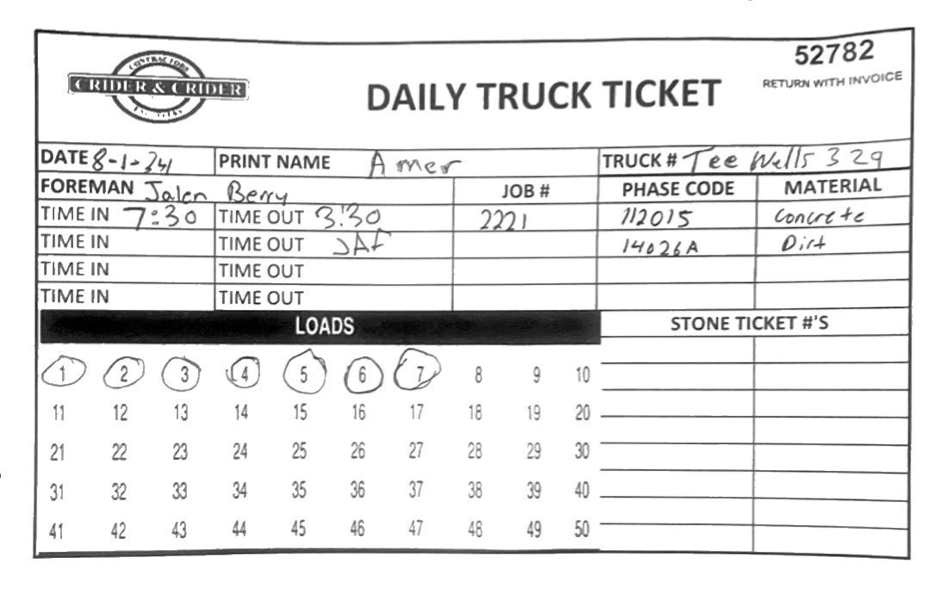 CONTRACTORS
CRIDER & CRIDER
52782
RETURN WITH INVOICE
DAILY TRUCK TICKET
DATE 8-1-24 PRINT NAME Amer TRUCK # Tee Wells 329
FOREMAN Jalen Berry JOB # PHASE CODE MATERIAL
TIME IN 7:30 TIME OUT 3:30 2221 112015 Concrete
TIME IN TIME OUT JAF 14026A Dirt
TIME IN TIME OUT
TIME IN TIME OUT
LOADS STONE TICKET #'S
1 2 3 4 5 6 7 8 9 10
11 12 13 14 15 16 17 18 19 20
21 22 23 24 25 26 27 28 29 30
31 32 33 34 35 36 37 38 39 40
41 42 43 44 45 46 47 48 49 50